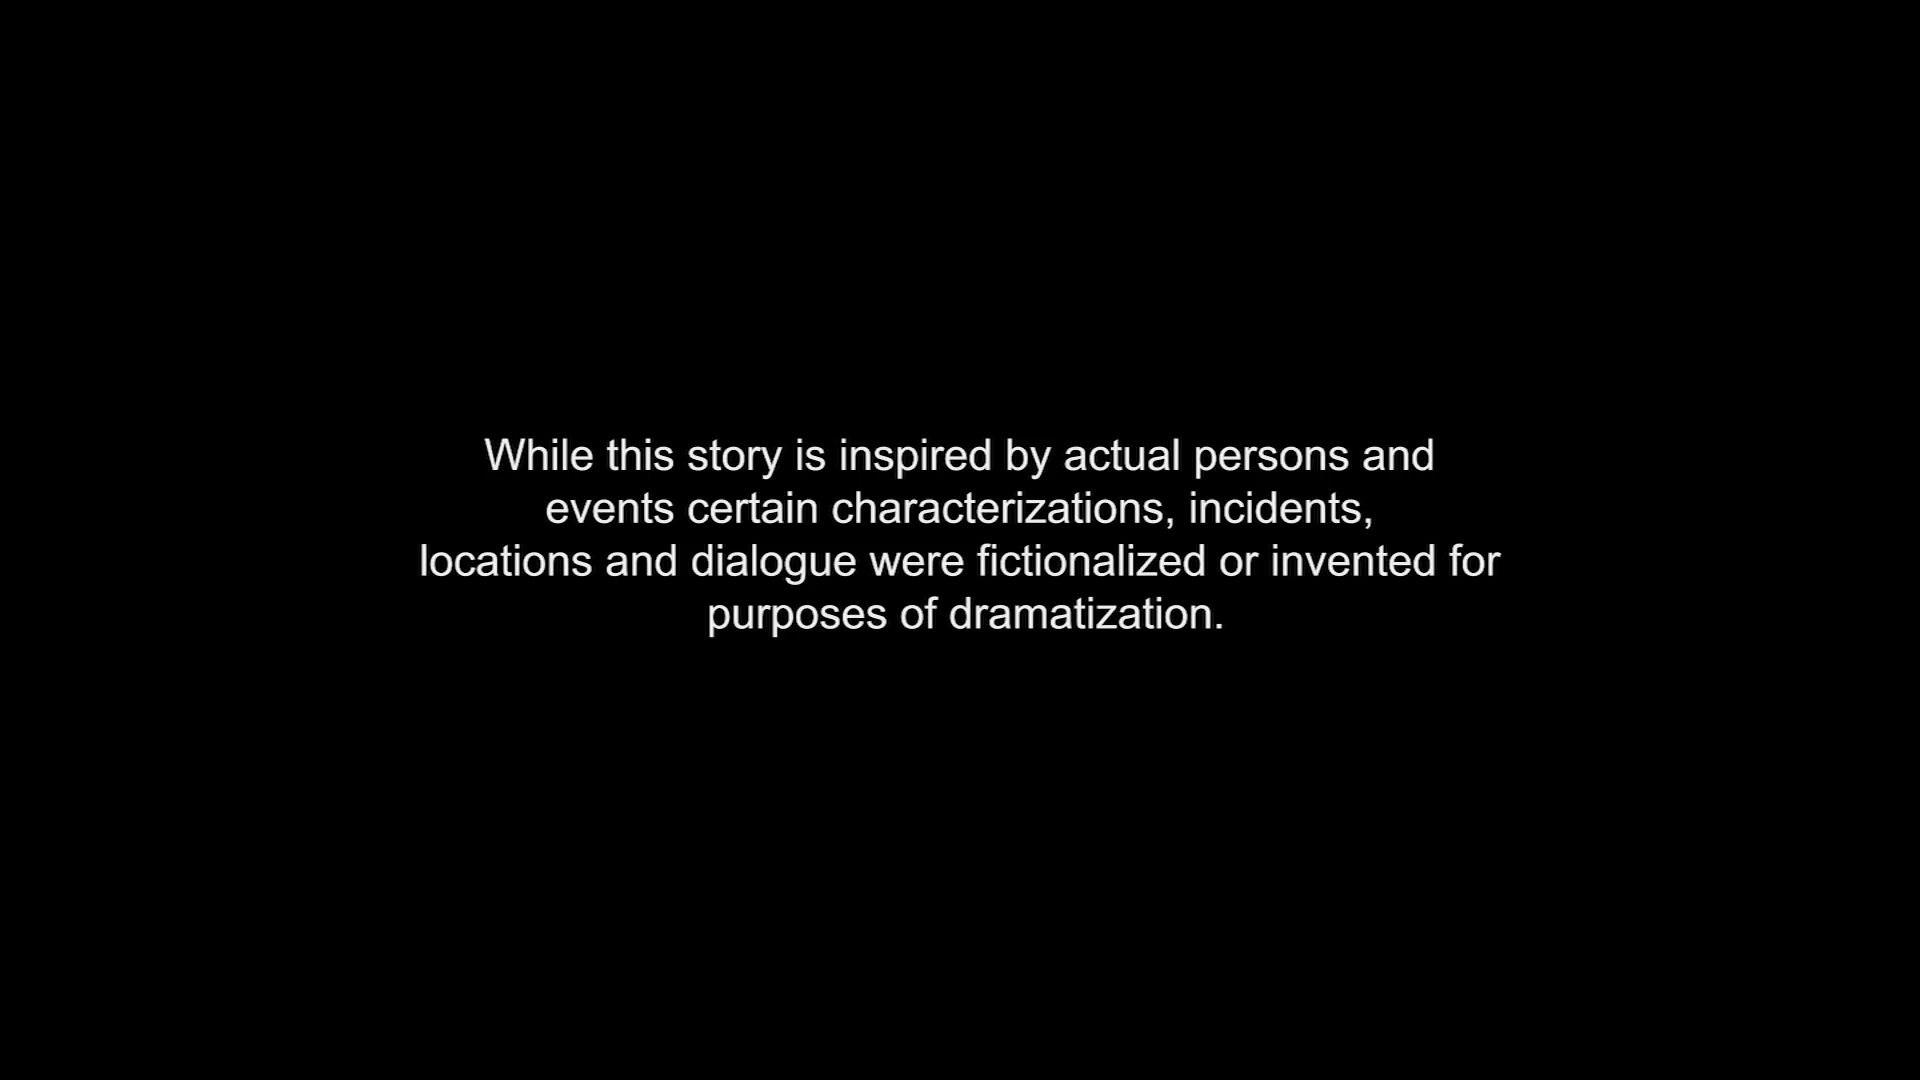 While this story is inspired by actual persons and
events certain characterizations, incidents,
locations and dialogue were fictionalized or invented for
purposes of dramatization.